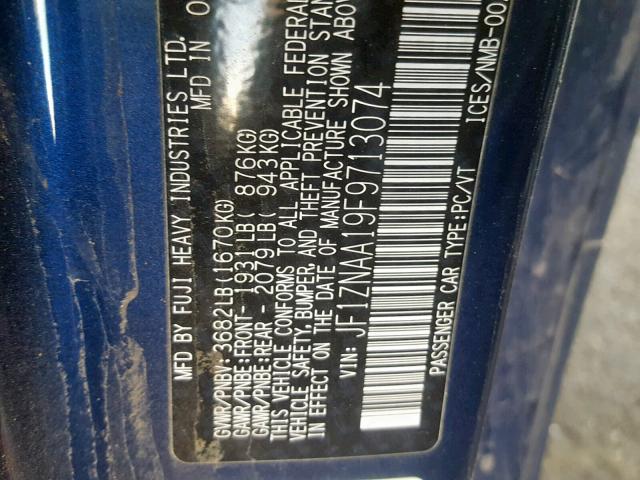 MFD BY FUJI HEAVY INDUSTRIES LTD. MFD IN 0
GVWR/PNBV: 3682LB(1670KG)
GAWR/PNBE:FRONT- 1931LB( 876KG)
GAWR/PNBE:REAR - 2079LB( 943KG)
THIS VEHICLE CONFORMS TO ALL APPLICABLE FEDERAL
VEHICLE SAFETY, BUMPER, AND THEFT PREVENTION STAN
IN EFFECT ON THE DATE OF MANUFACTURE SHOWN ABOV
VIN: JF1ZNAA19F9713074
PASSENGER CAR TYPE:PC/VT ICES/NMB-00